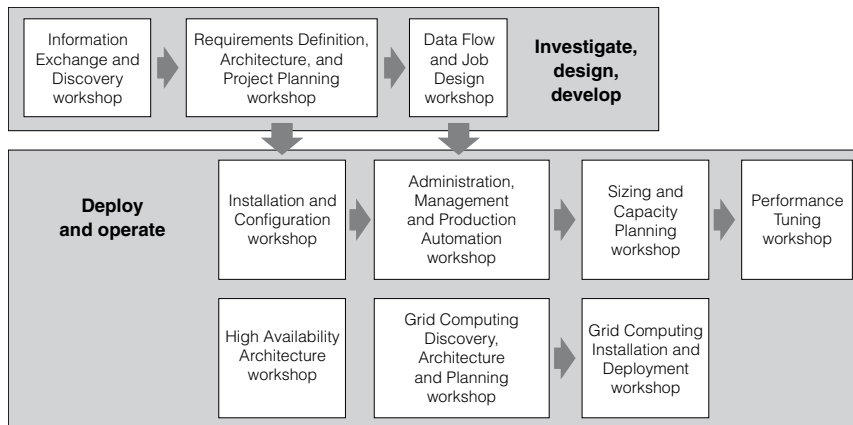 Information
Exchange and
Discovery
workshop
Requirements Definition,
Architecture, and
Project Planning
workshop
Data Flow
and Job
Design
workshop
Investigate,
design,
develop
Deploy
and operate
Installation and
Configuration
workshop
Administration,
Management
and Production
Automation
workshop
Sizing and
Capacity
Planning
workshop
Performance
Tuning
workshop
High Availability
Architecture
workshop
Grid Computing
Discovery,
Architecture
and Planning
workshop
Grid Computing
Installation and
Deployment
workshop